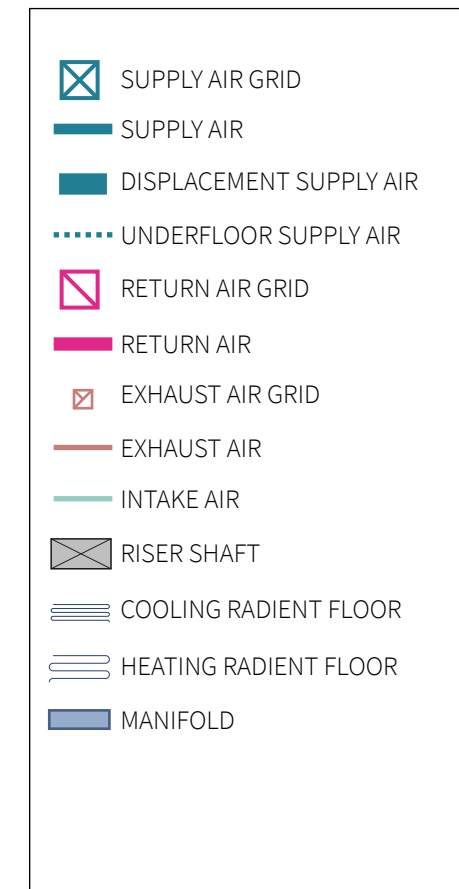 SUPPLY AIR GRID
SUPPLY AIR
DISPLACEMENT SUPPLY AIR
UNDERFLOOR SUPPLY AIR
RETURN AIR GRID
RETURN AIR
EXHAUST AIR GRID
EXHAUST AIR
INTAKE AIR
RISER SHAFT
COOLING RADIENT FLOOR
HEATING RADIENT FLOOR
MANIFOLD